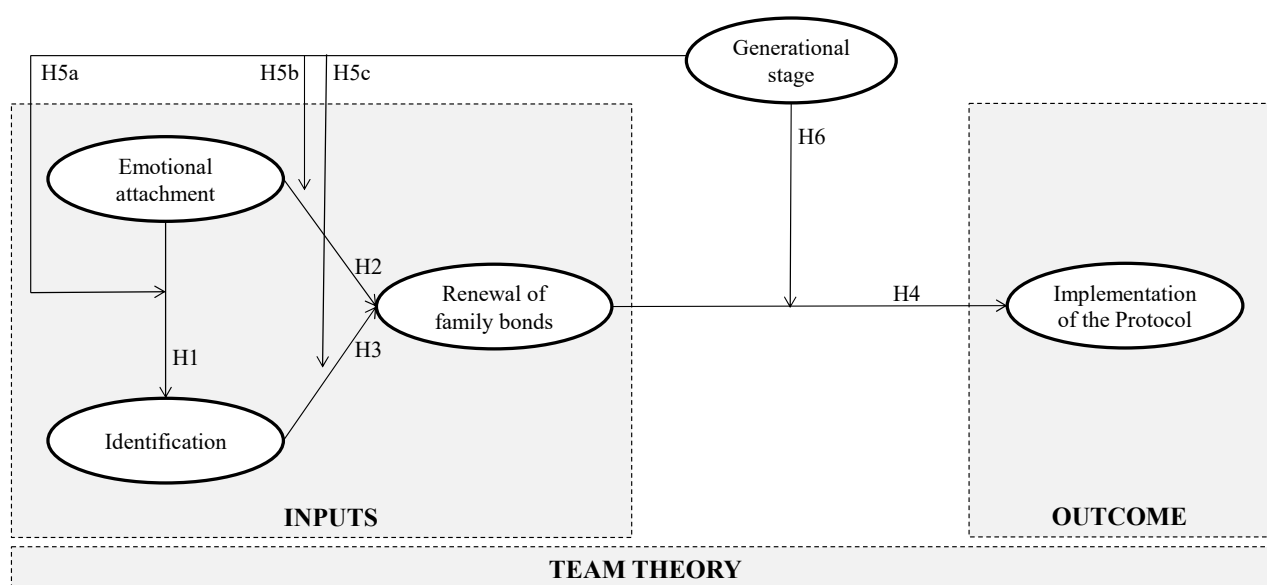 Generational
stage
H5a
H5b
H5c
H6
Emotional
attachment
H2
H4
Renewal of
family bonds
Implementation
of the Protocol
H1
H3
Identification
INPUTS
OUTCOME
TEAM THEORY